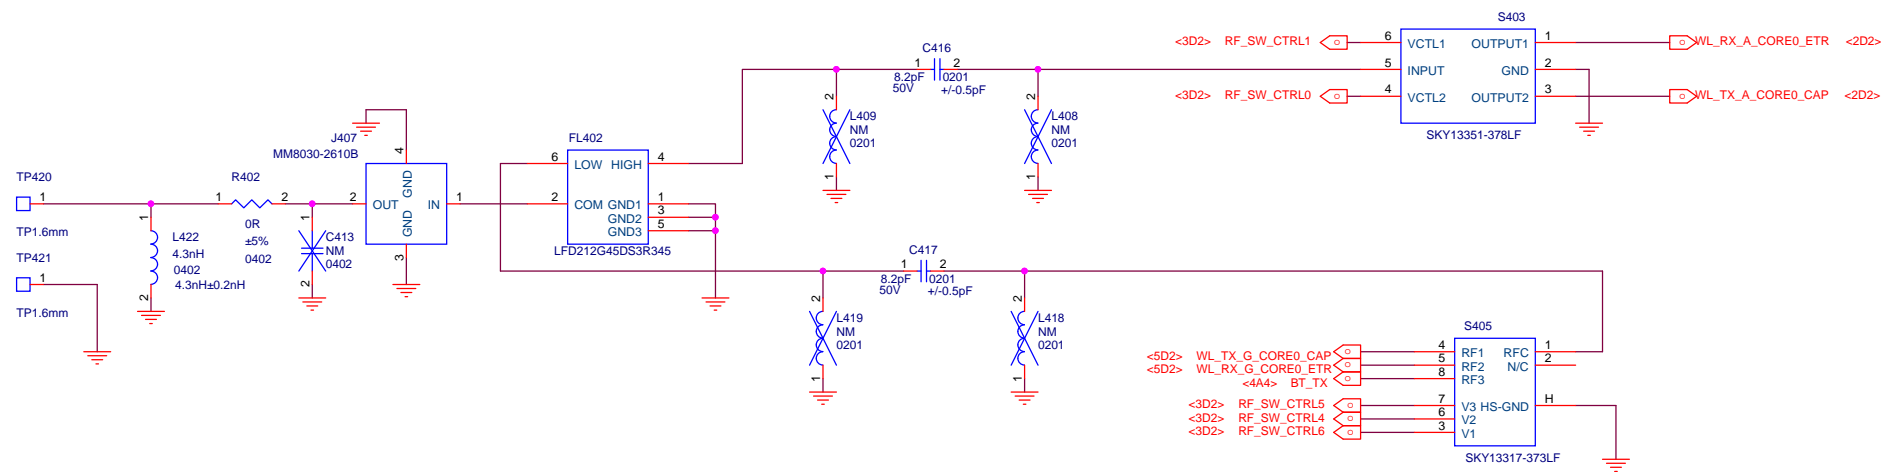 S403
<3D2> RF_SW_CTRL1 6 VCTL1 OUTPUT1 1 WL_RX_A_CORE0_ETR <2D2>
5 INPUT GND 2
<3D2> RF_SW_CTRL0 4 VCTL2 OUTPUT2 3 WL_TX_A_CORE0_CAP <2D2>
SKY13351-378LF
C416
1 2
8.2pF 0201
50V +/-0.5pF
2 L409
NM
0201
1
2 L408
NM
0201
1
J407
MM8030-2610B
4
GND
2 OUT IN 1
GND
3
FL402
6 LOW HIGH 4
2 COM GND1 1
GND2 3
GND3 5
LFD212G45DS3R345
TP420
1
TP1.6mm
TP421
1
TP1.6mm
R402
1 2
0R
±5%
0402
1
L422
4.3nH
0402
4.3nH±0.2nH
2
1
C413
NM
0402
2
C417
1 2
8.2pF 0201
50V +/-0.5pF
2 L419
NM
0201
1
2 L418
NM
0201
1
S405
<5D2> WL_TX_G_CORE0_CAP 4 RF1 RFC 1
<5D2> WL_RX_G_CORE0_ETR 5 RF2 N/C 2
<4A4> BT_TX 8 RF3
<3D2> RF_SW_CTRL5 7 V3 HS-GND H
<3D2> RF_SW_CTRL4 6 V2
<3D2> RF_SW_CTRL6 3 V1
SKY13317-373LF